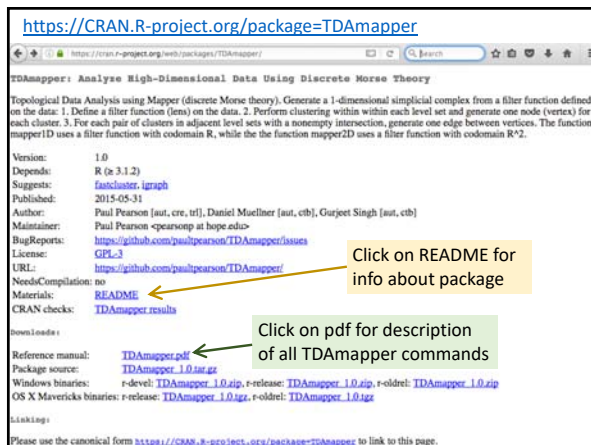 https://CRAN.R-project.org/package=TDAmapper
https://cran.r-project.org/web/packages/TDAmapper/
Search
TDAmapper: Analyze High-Dimensional Data Using Discrete Morse Theory
Topological Data Analysis using Mapper (discrete Morse theory). Generate a 1-dimensional simplicial complex from a filter function defined
on the data: 1. Define a filter function (lens) on the data. 2. Perform clustering within within each level set and generate one node (vertex) for
each cluster. 3. For each pair of clusters in adjacent level sets with a nonempty intersection, generate one edge between vertices. The function
mapper1D uses a filter function with codomain R, while the the function mapper2D uses a filter function with codomain R^2.
Version: 1.0
Depends: R (≥ 3.1.2)
Suggests: fastcluster, igraph
Published: 2015-05-31
Author: Paul Pearson [aut, cre, trl], Daniel Muellner [aut, ctb], Gurjeet Singh [aut, ctb]
Maintainer: Paul Pearson <pearsonp at hope.edu>
BugReports: https://github.com/paultpearson/TDAmapper/issues
License: GPL-3
URL: https://github.com/paultpearson/TDAmapper/
NeedsCompilation: no
Materials: README
CRAN checks: TDAmapper results
Click on README for
info about package
Downloads:
Click on pdf for description
of all TDAmapper commands
Reference manual: TDAmapper.pdf
Package source: TDAmapper_1.0.tar.gz
Windows binaries: r-devel: TDAmapper_1.0.zip, r-release: TDAmapper_1.0.zip, r-oldrel: TDAmapper_1.0.zip
OS X Mavericks binaries: r-release: TDAmapper_1.0.tgz, r-oldrel: TDAmapper_1.0.tgz
Linking:
Please use the canonical form https://CRAN.R-project.org/package=TDAmapper to link to this page.